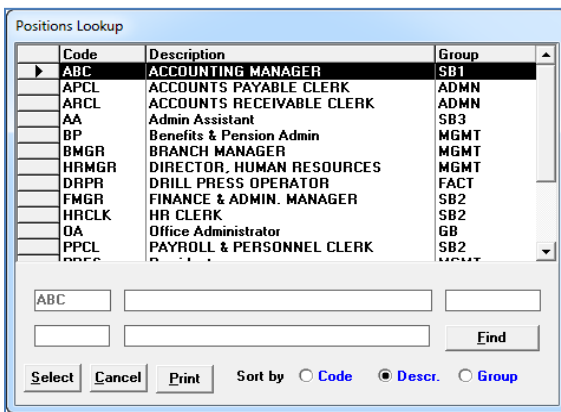 Positions Lookup
Code Description Group
ABC ACCOUNTING MANAGER SB1
APCL ACCOUNTS PAYABLE CLERK ADMN
ARCL ACCOUNTS RECEIVABLE CLERK ADMN
AA Admin Assistant SB3
BP Benefits & Pension Admin MGMT
BMGR BRANCH MANAGER MGMT
HRMGR DIRECTOR, HUMAN RESOURCES MGMT
DRPR DRILL PRESS OPERATOR FACT
FMGR FINANCE & ADMIN. MANAGER SB2
HRCLK HR CLERK SB2
OA Office Administrator GB
PPCL PAYROLL & PERSONNEL CLERK SB2
ABC
Find
Select Cancel Print Sort by Code Descr. Group